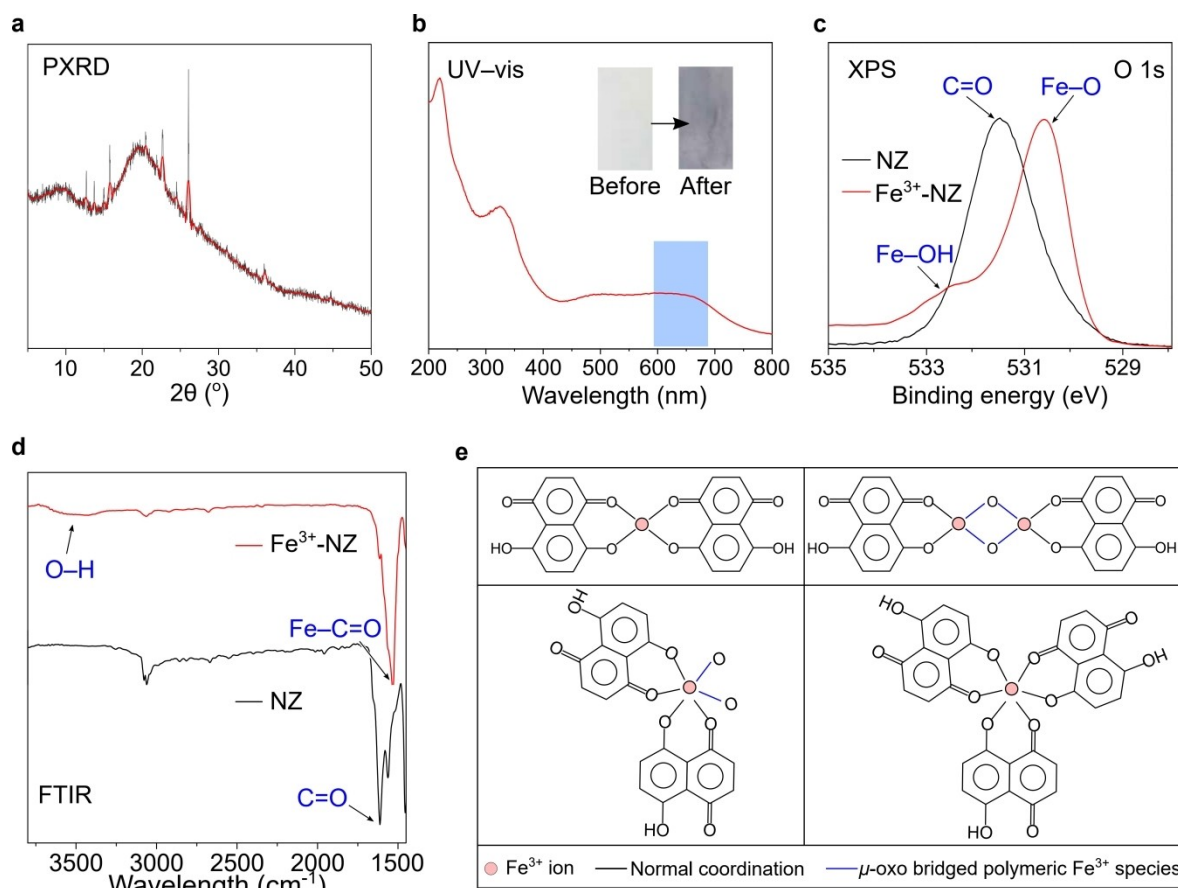 a
PXRD
10 20 30 40 50
2θ (°)
b
UV–vis
Before After
200 300 400 500 600 700 800
Wavelength (nm)
c
XPS
O 1s
C=O
Fe–O
NZ
Fe³⁺-NZ
Fe–OH
535 533 531 529
Binding energy (eV)
d
O–H
Fe³⁺-NZ
Fe–C=O
NZ
C=O
FTIR
3500 3000 2500 2000 1500
Wavelength (cm⁻¹)
e
O O O O
HO O O OH
O O O O O
HO O O O OH
OH
O O
O O
O O
HO O
HO OH
O O O
O O O
O O
HO O
Fe³⁺ ion Normal coordination μ-oxo bridged polymeric Fe³⁺ species